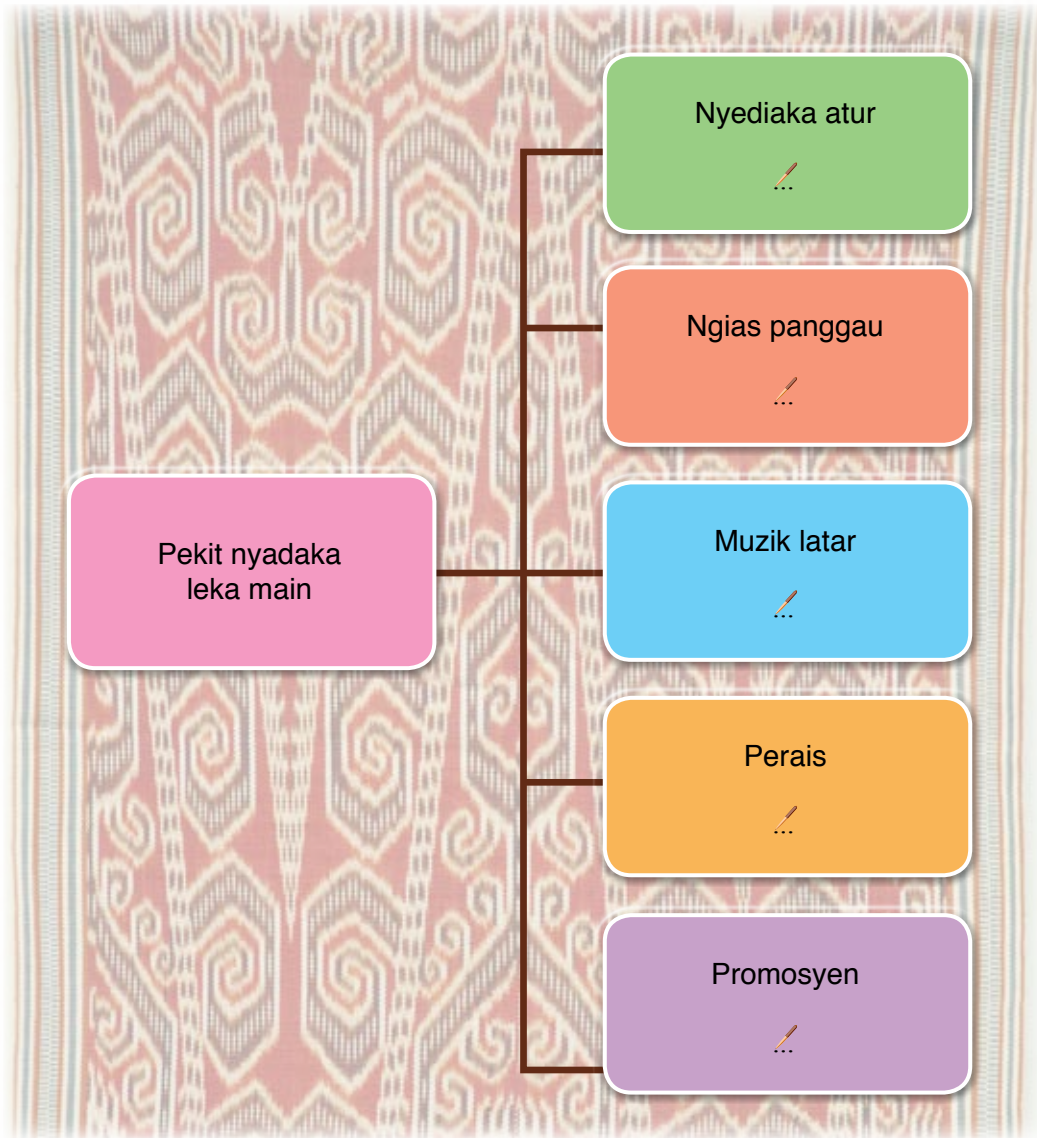 Nyediaka atur
...
Ngias panggau
...
Pekit nyadaka
leka main
Muzik latar
...
Perais
...
Promosyen
...